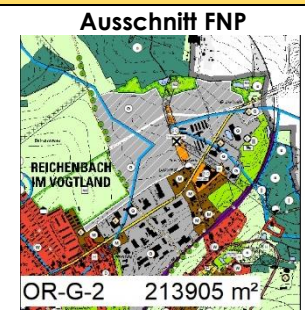 Ausschnitt FNP
REICHENBACH
IM VOGTLAND
OR-G-2 213905 m²